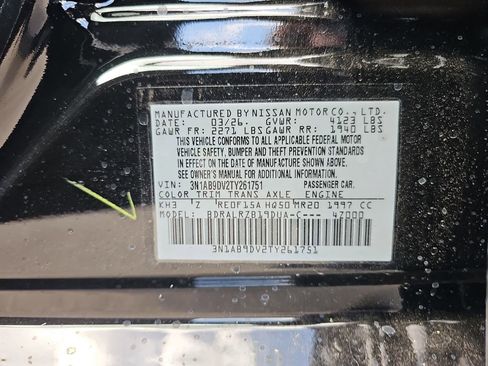 MANUFACTURED BY NISSAN MOTOR CO., LTD.
DATE: 03/26 GVWR: 4123 LBS
GAWR FR: 2271 LBS GAWR RR: 1940 LBS
THIS VEHICLE CONFORMS TO ALL APPLICABLE FEDERAL MOTOR
VEHICLE SAFETY, BUMPER AND THEFT PREVENTION STANDARDS
IN EFFECT ON THE DATE OF MANUFACTURE SHOWN ABOVE.
SEE OWNER'S MANUAL FOR ADDITIONAL INFORMATION
VIN: 3N1AB9DV2TY261751 PASSENGER CAR.
COLOR TRIM TRANS AXLE ENGINE
KH3 Z RE0F15A HQ50 MR20 1997 CC
MODEL: BDRALRZB19DUA-C--- 47000
3N1AB9DV2TY261751